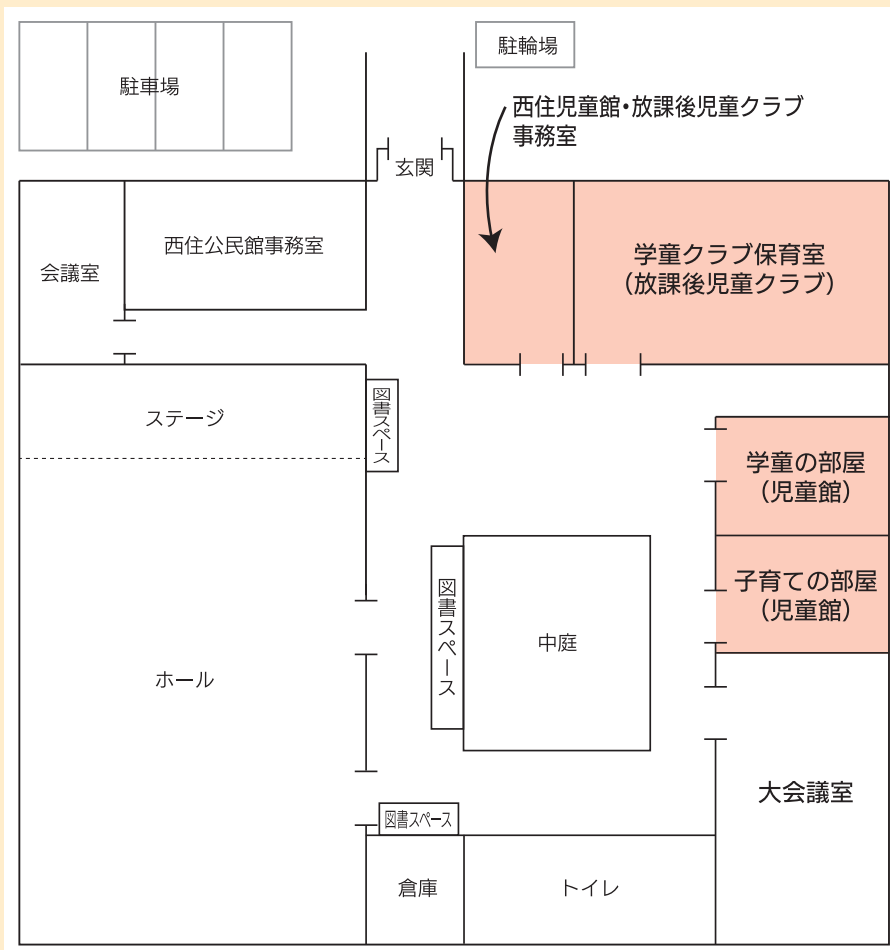 駐車場
駐輪場
西住児童館・放課後児童クラブ
事務室
玄関
会議室
西住公民館事務室
学童クラブ保育室
（放課後児童クラブ）
ステージ
図書スペース
学童の部屋
（児童館）
子育ての部屋
（児童館）
図書スペース
中庭
ホール
大会議室
図書スペース
倉庫
トイレ